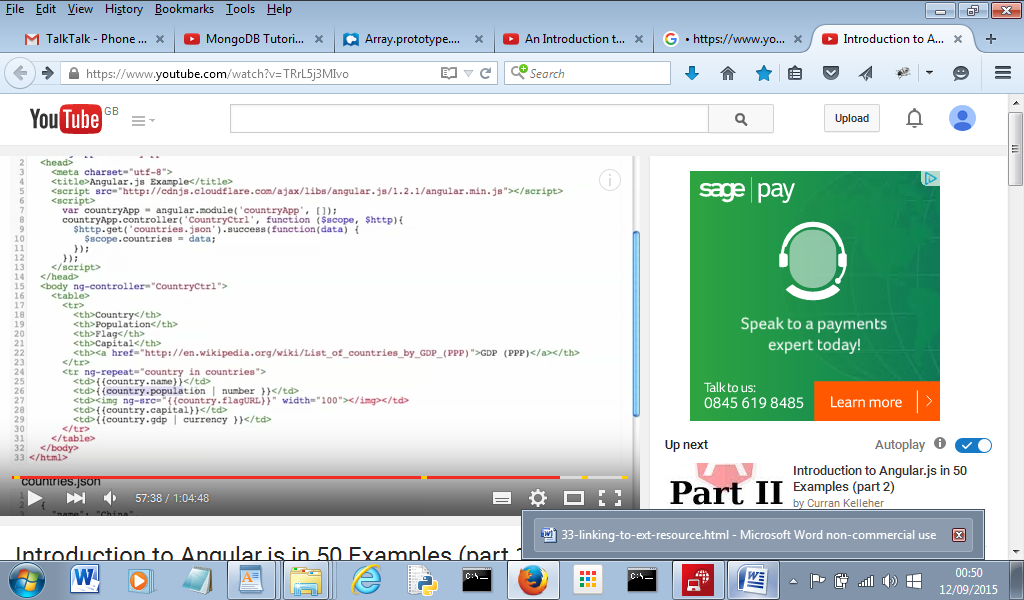 File Edit View History Bookmarks Tools Help
TalkTalk - Phone ...
MongoDB Tutori...
Array.prototype....
An Introduction t...
• https://www.yo...
Introduction to A...
https://www.youtube.com/watch?v=TRrL5j3MIvo
Search
YouTube GB
Upload
2 <head>
3 <meta charset="utf-8">
4 <title>Angular.js Example</title>
5 <script src="http://cdnjs.cloudflare.com/ajax/libs/angular.js/1.2.1/angular.min.js"></script>
6 <script>
7 var countryApp = angular.module('countryApp', []);
8 countryApp.controller('CountryCtrl', function ($scope, $http){
9 $http.get('countries.json').success(function(data) {
10 $scope.countries = data;
11 });
12 });
13 </script>
14 </head>
15 <body ng-controller="CountryCtrl">
16 <table>
17 <tr>
18 <th>Country</th>
19 <th>Population</th>
20 <th>Flag</th>
21 <th>Capital</th>
22 <th><a href="http://en.wikipedia.org/wiki/List_of_countries_by_GDP_(PPP)">GDP (PPP)</a></th>
23 </tr>
24 <tr ng-repeat="country in countries">
25 <td>{{country.name}}</td>
26 <td>{{country.population | number }}</td>
27 <td><img ng-src="{{country.flagURL}}" width="100"></img></td>
28 <td>{{country.capital}}</td>
29 <td>{{country.gdp | currency }}</td>
30 </tr>
31 </table>
32 </body>
33 </html>
countries.json
"name": "China"
57:38 / 1:04:48
sage pay
Speak to a payments
expert today!
Talk to us:
0845 619 8485
Learn more
Up next
Autoplay
Part II
Introduction to Angular.js in 50
Examples (part 2)
by Curran Kelleher
Introduction to Angular.js in 50 Examples (part
33-linking-to-ext-resource.html - Microsoft Word non-commercial use
00:50
12/09/2015